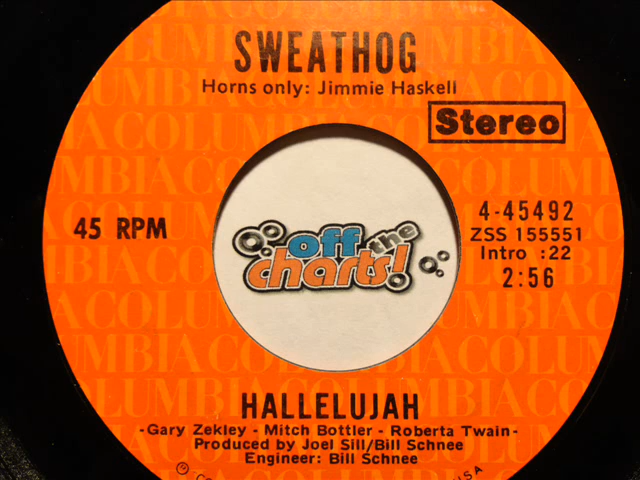 SWEATHOG
Horns only: Jimmie Haskell
Stereo
45 RPM
4-45492
ZSS 155551
Intro :22
2:56
off the
charts!
HALLELUJAH
-Gary Zekley - Mitch Bottler - Roberta Twain-
Produced by Joel Sill/Bill Schnee
Engineer: Bill Schnee